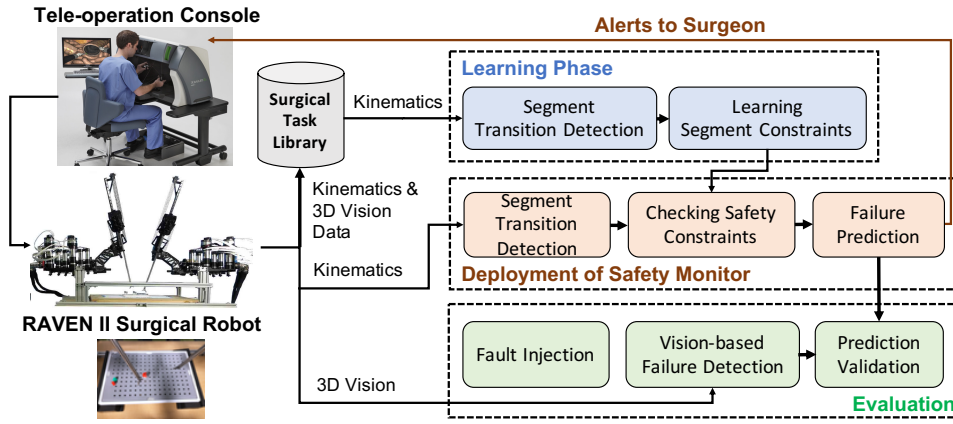 Tele-operation Console
Alerts to Surgeon
Learning Phase
Surgical
Task
Library
Kinematics
Segment
Transition Detection
Learning
Segment Constraints
Kinematics &
3D Vision
Data
Kinematics
Segment
Transition
Detection
Checking Safety
Constraints
Failure
Prediction
Deployment of Safety Monitor
RAVEN II Surgical Robot
3D Vision
Fault Injection
Vision-based
Failure Detection
Prediction
Validation
Evaluation